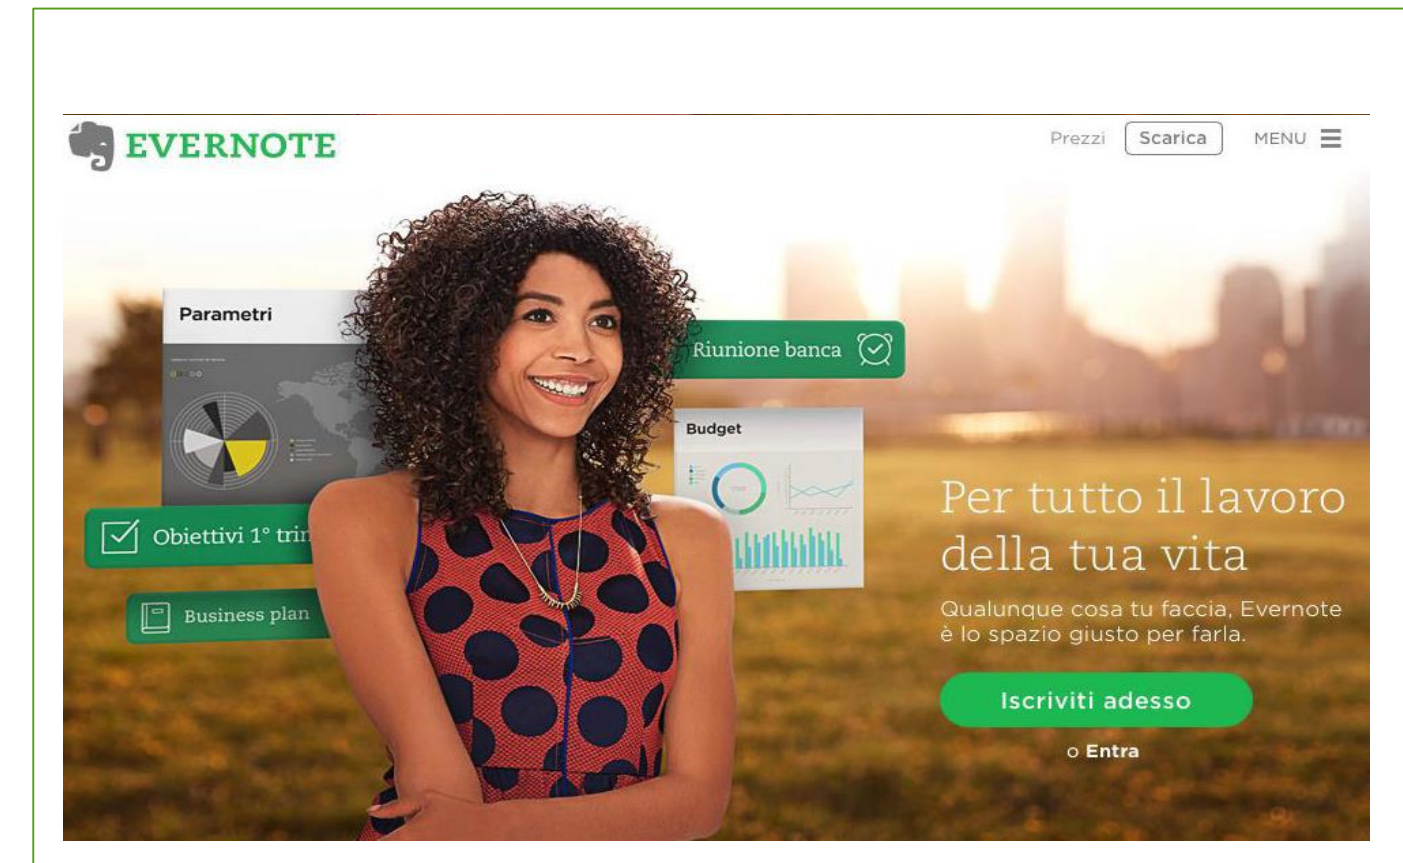 EVERNOTE
Prezzi
Scarica
MENU
Parametri
Riunione banca
Budget
Obiettivi 1° trim
Business plan
Per tutto il lavoro
della tua vita
Qualunque cosa tu faccia, Evernote
è lo spazio giusto per farla.
Iscriviti adesso
o Entra